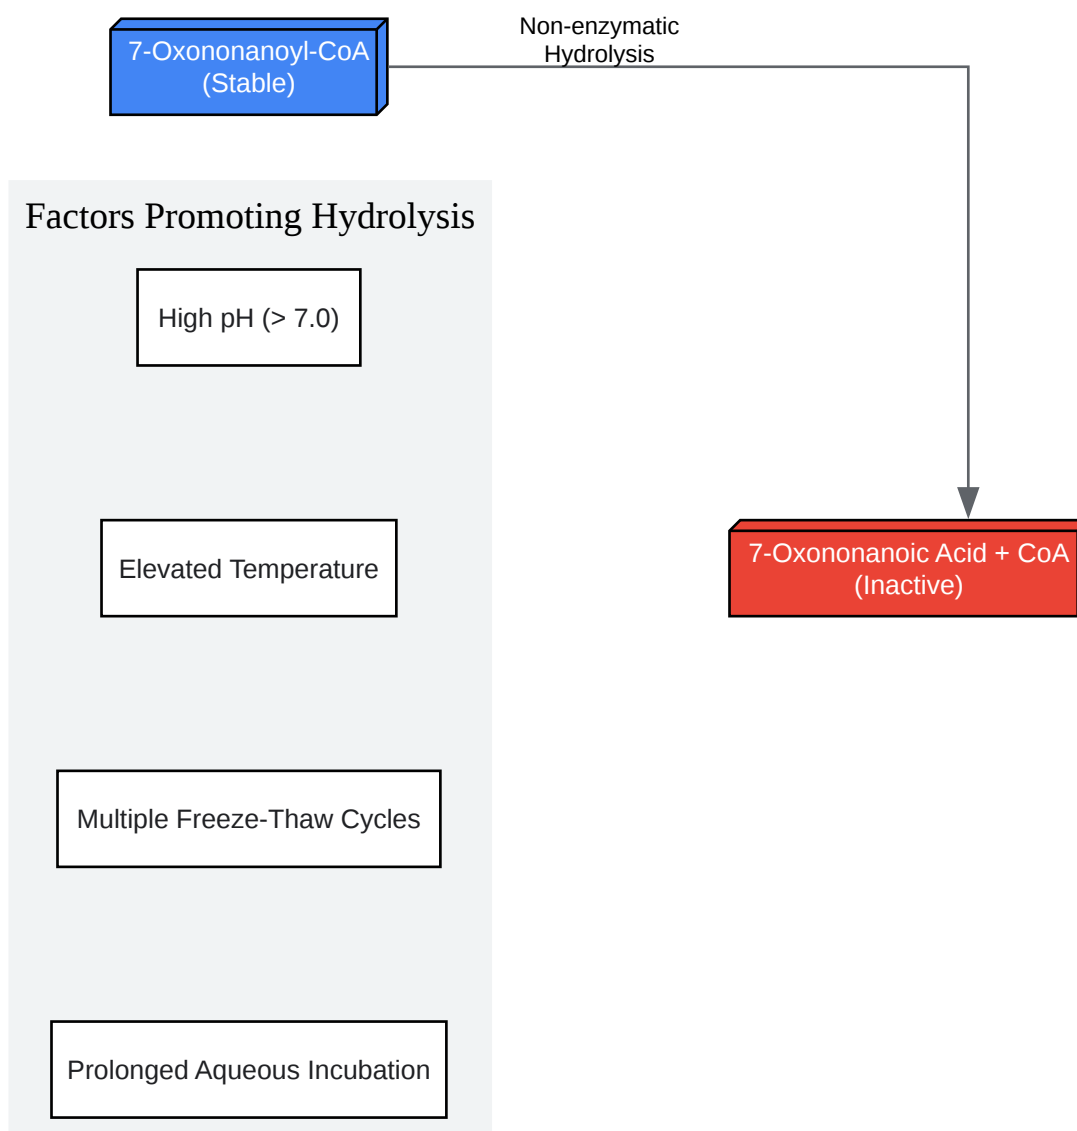 7-Oxononanoyl-CoA
(Stable)
Non-enzymatic
Hydrolysis
Factors Promoting Hydrolysis
High pH (> 7.0)
Elevated Temperature
7-Oxononanoic Acid + CoA
(Inactive)
Multiple Freeze-Thaw Cycles
Prolonged Aqueous Incubation